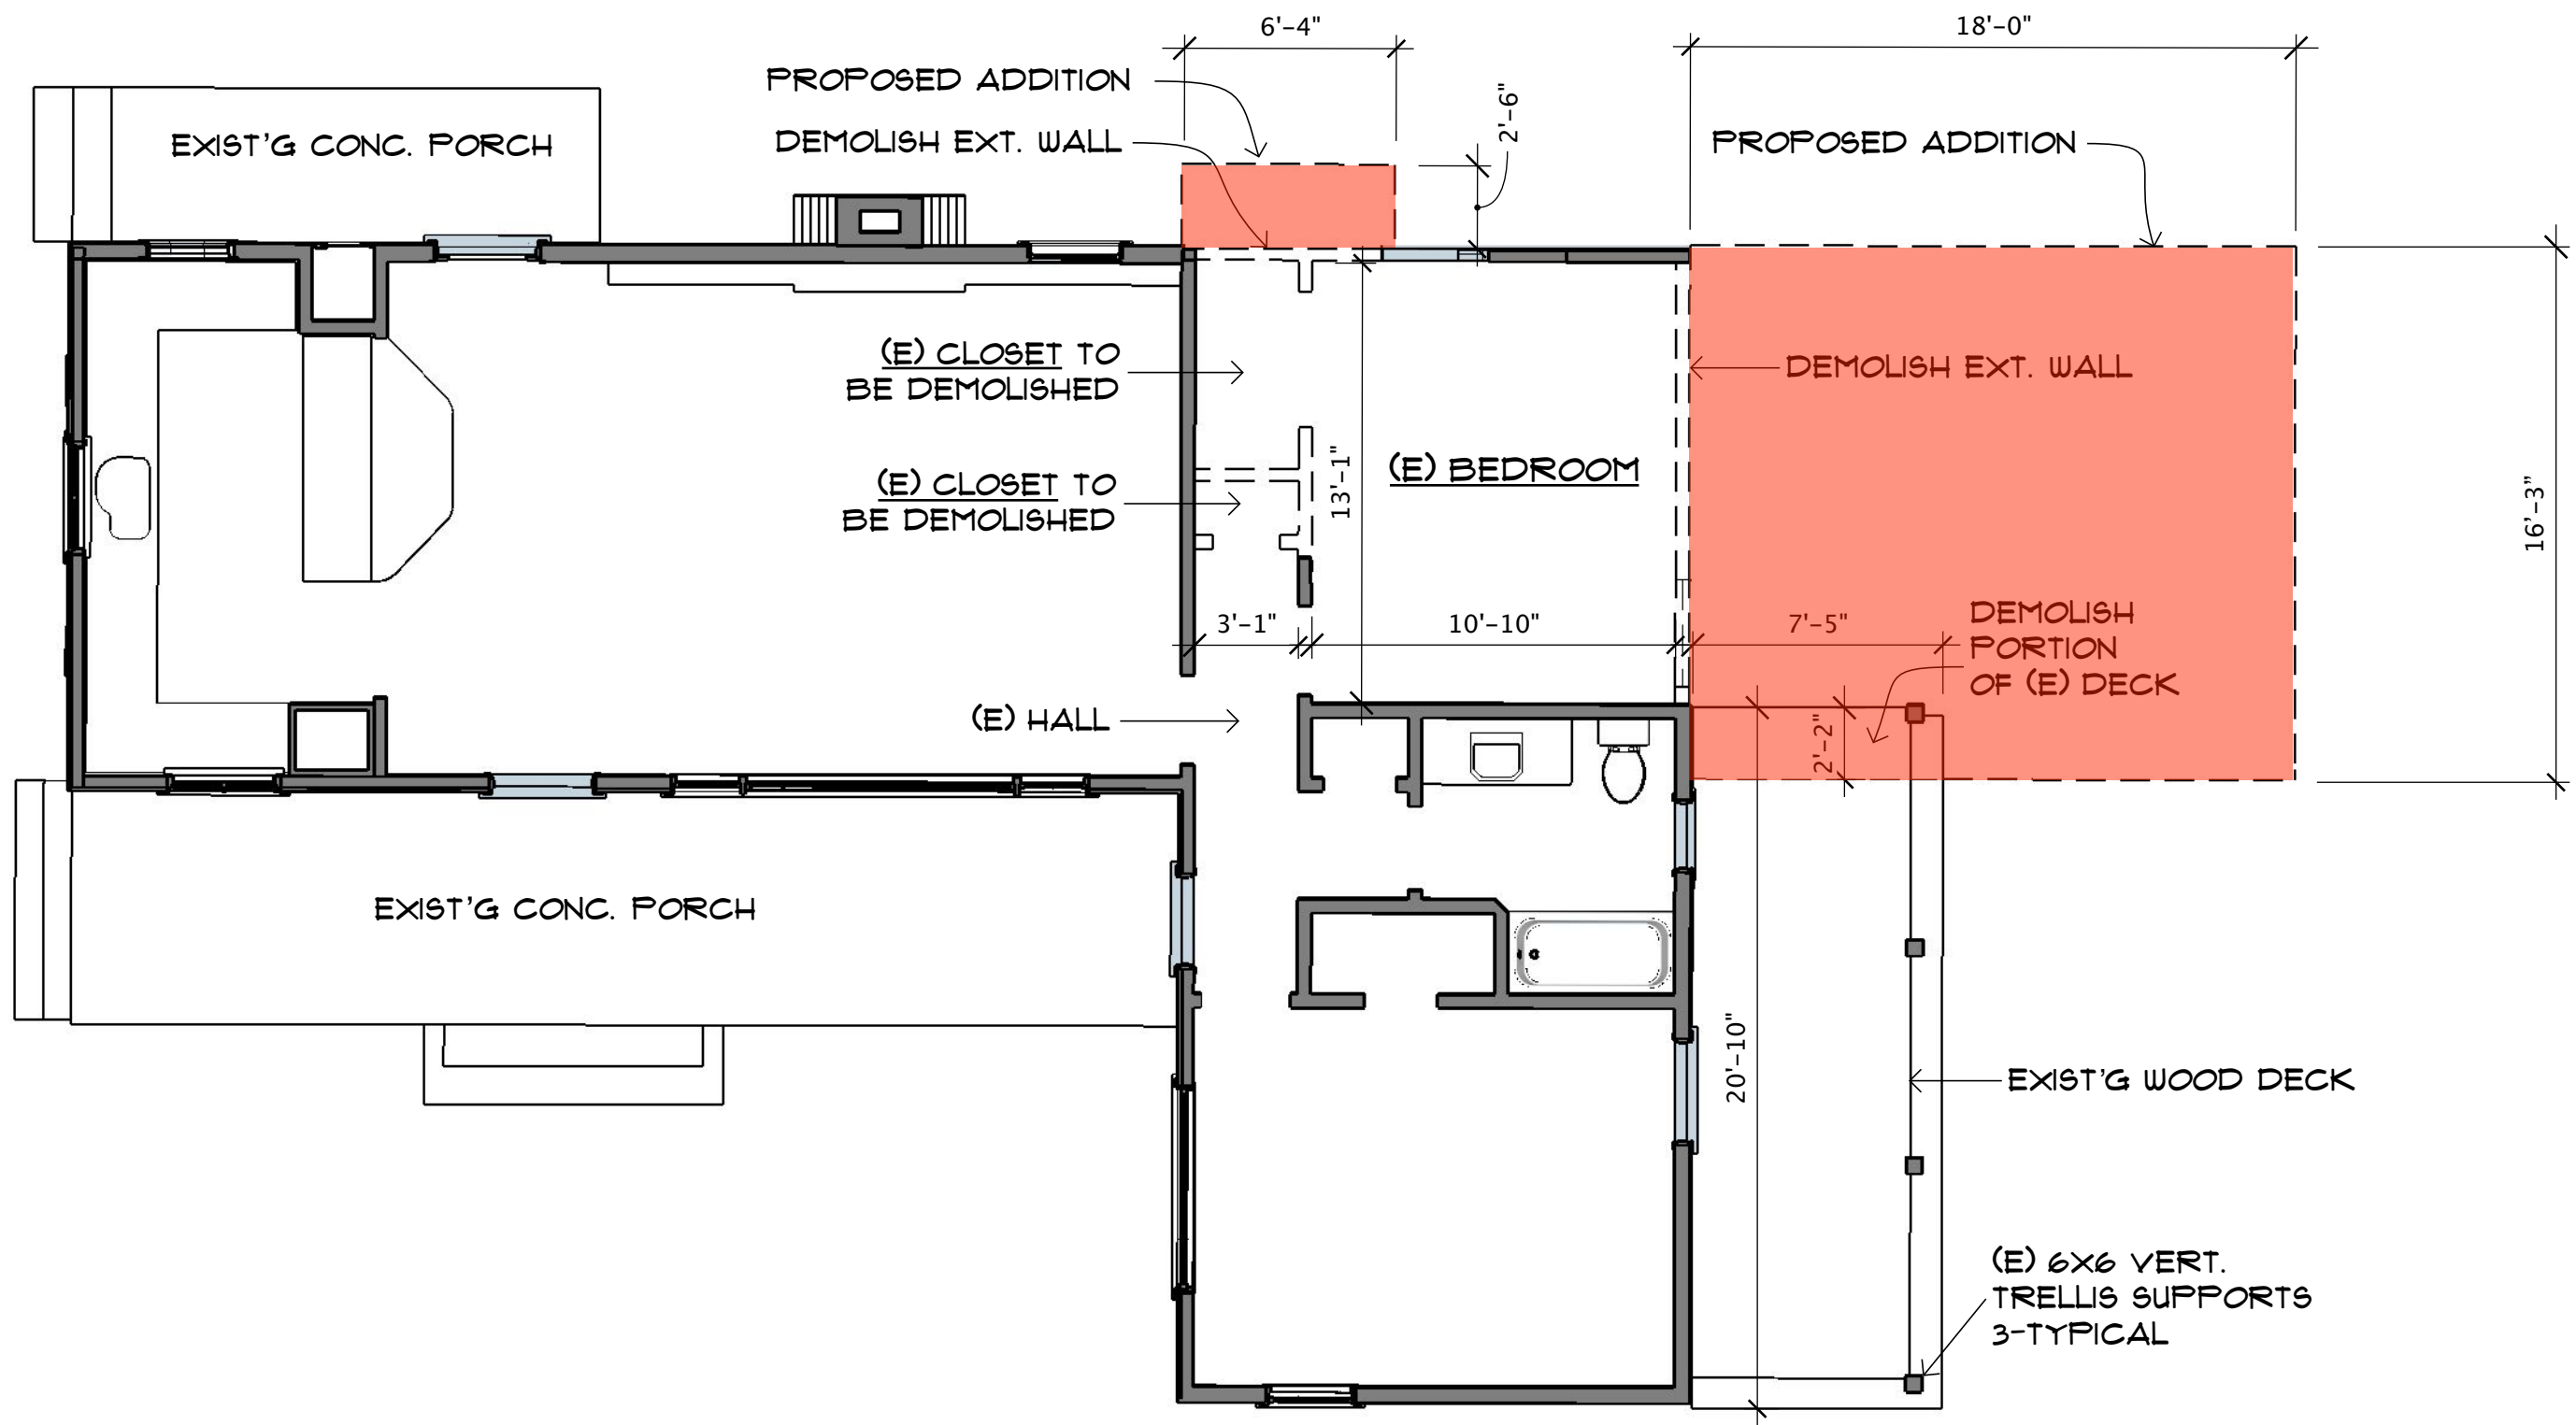 6'-4"
18'-0"
PROPOSED ADDITION
2'-6"
DEMOLISH EXT. WALL
EXIST'G CONC. PORCH
PROPOSED ADDITION
(E) CLOSET TO
BE DEMOLISHED
DEMOLISH EXT. WALL
(E) CLOSET TO
BE DEMOLISHED
13'-1"
(E) BEDROOM
16'-3"
3'-1"
10'-10"
7'-5"
DEMOLISH
PORTION
OF (E) DECK
(E) HALL
2'-2"
EXIST'G CONC. PORCH
20'-10"
EXIST'G WOOD DECK
(E) 6X6 VERT.
TRELLIS SUPPORTS
3-TYPICAL